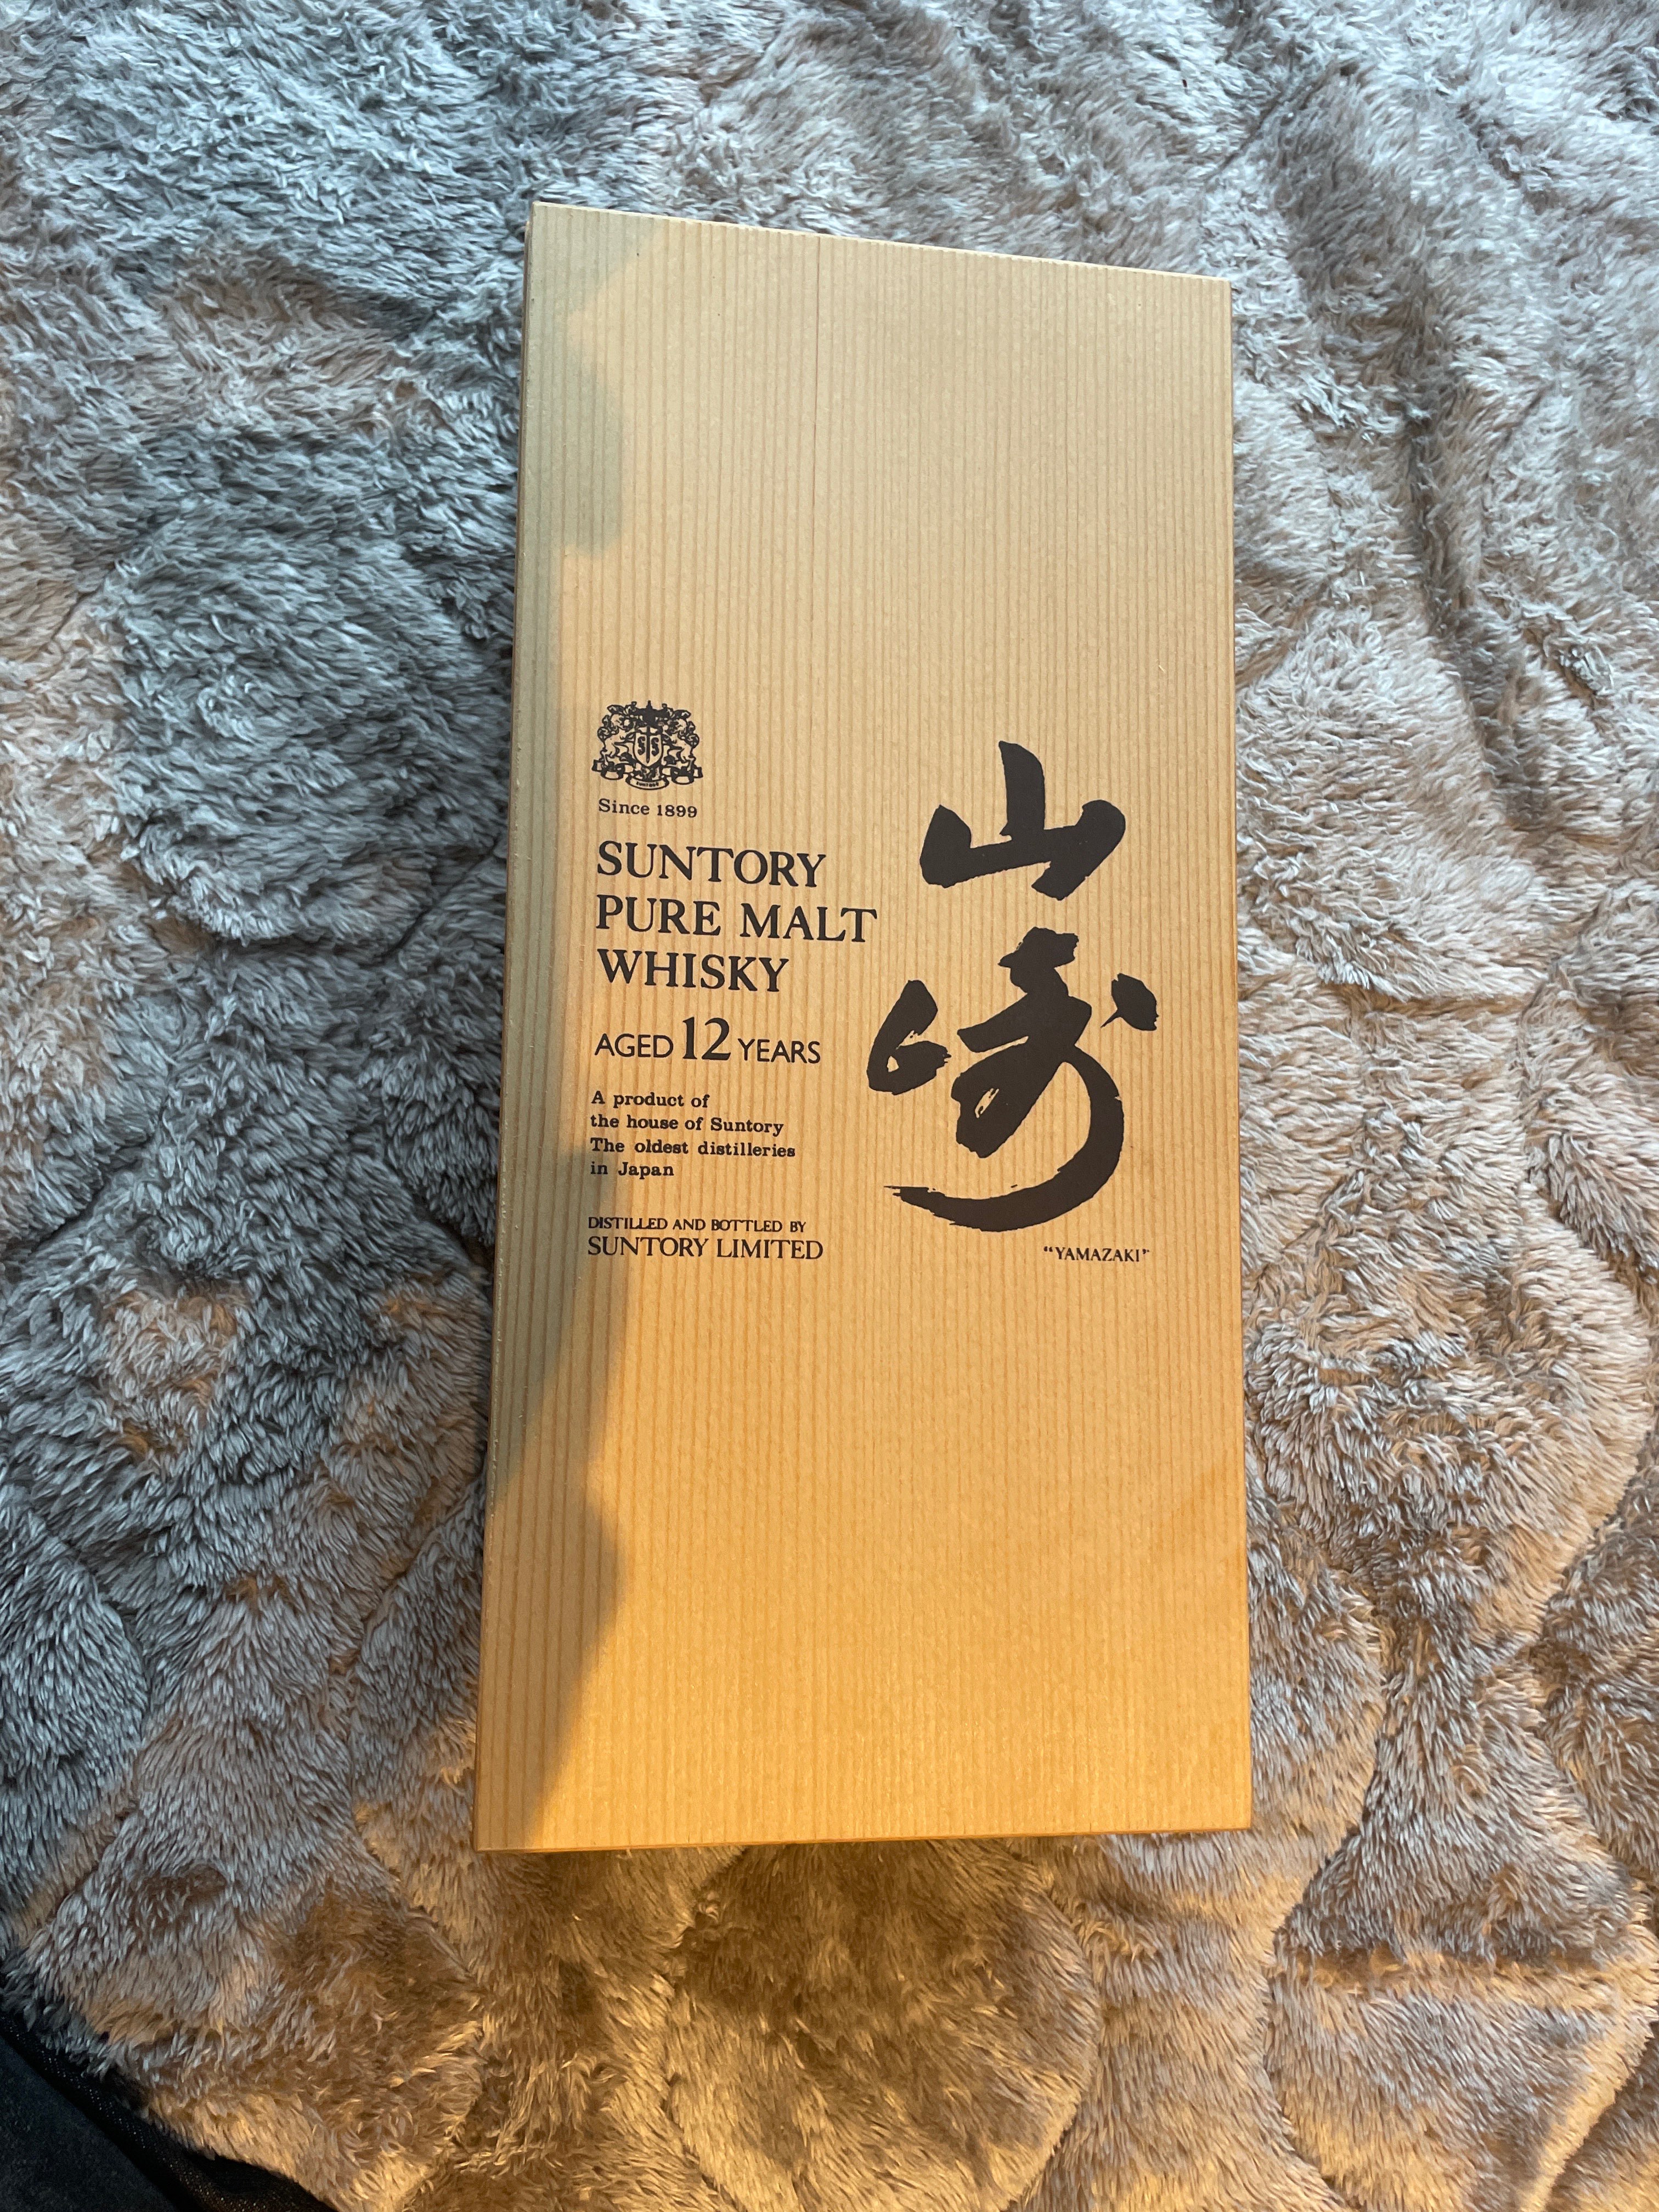 Since 1899
SUNTORY
PURE MALT
WHISKY
AGED 12 YEARS
A product of
the house of Suntory
The oldest distilleries
in Japan
DISTILLED AND BOTTLED BY
SUNTORY LIMITED
山崎
“YAMAZAKI”